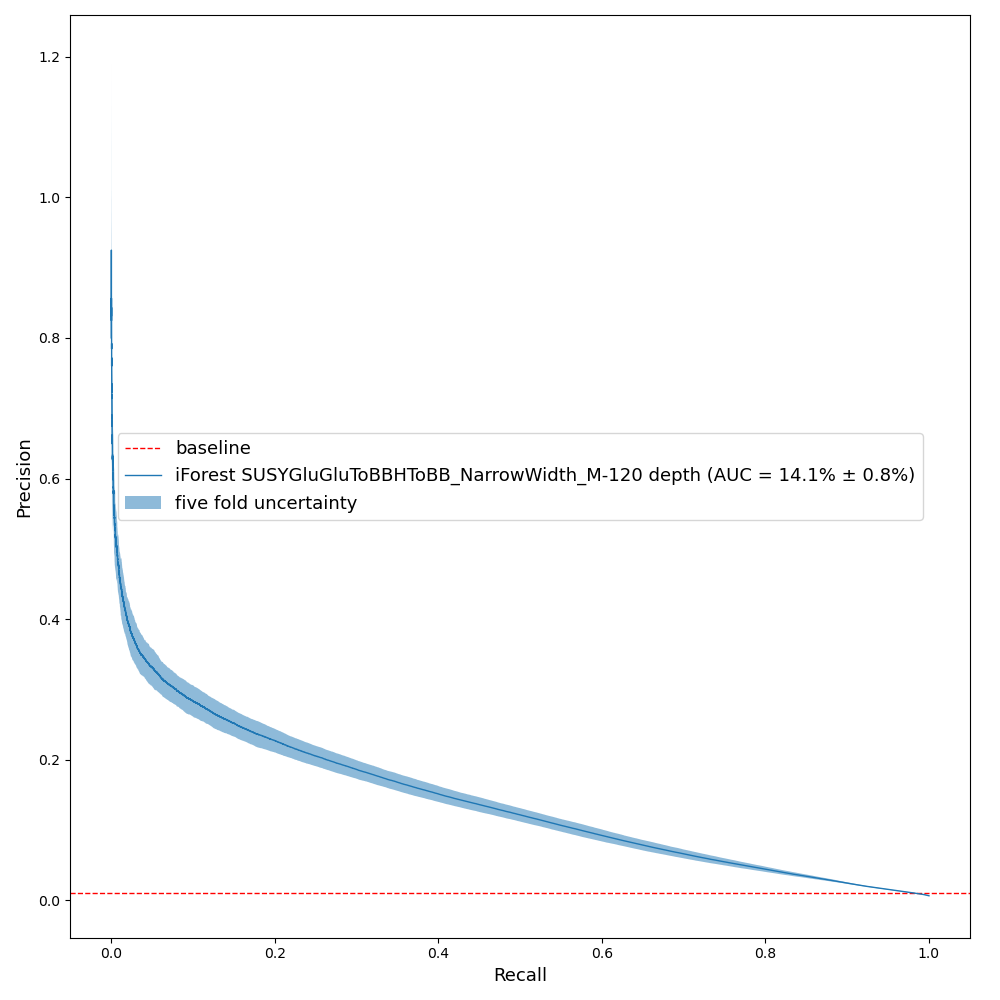 1.2
1.0
0.8
0.6
0.4
0.2
0.0
Precision
baseline
iForest SUSYGluGluToBBHToBB_NarrowWidth_M-120 depth (AUC = 14.1% ± 0.8%)
five fold uncertainty
0.0 0.2 0.4 0.6 0.8 1.0
Recall